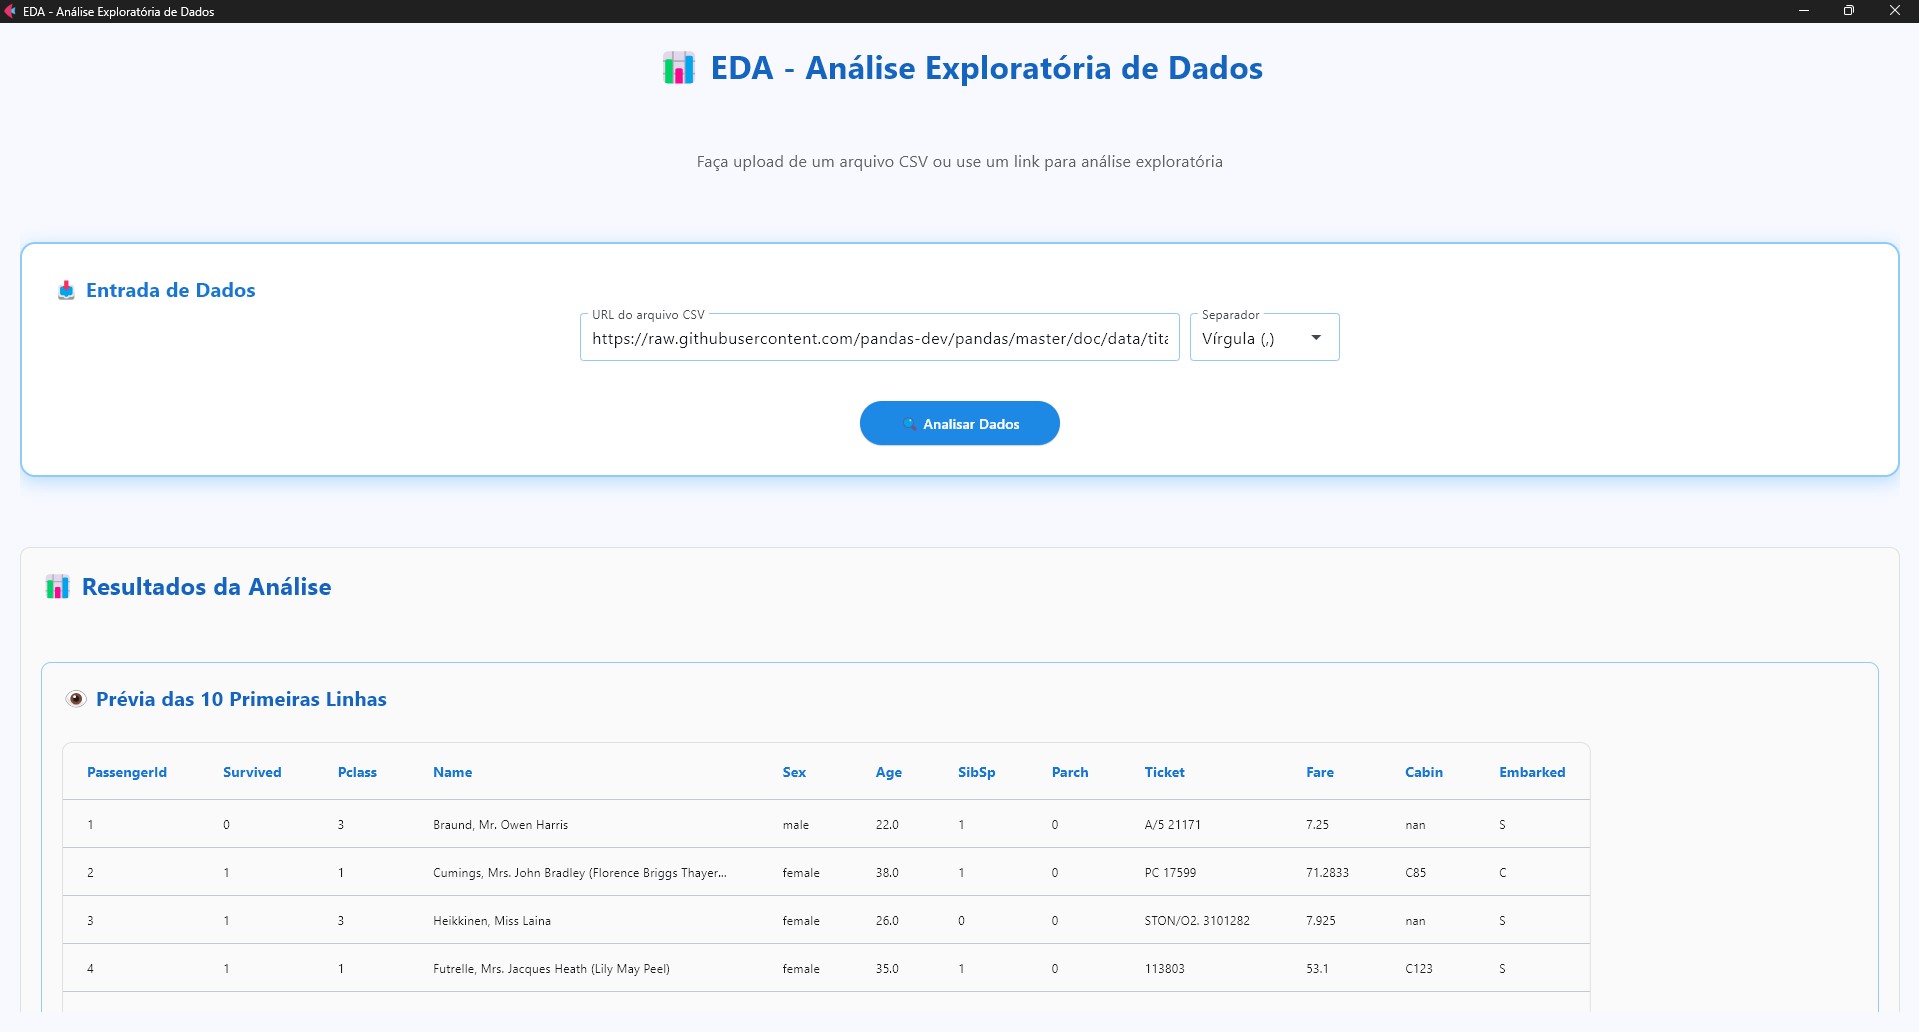 EDA - Análise Exploratória de Dados
EDA - Análise Exploratória de Dados
Faça upload de um arquivo CSV ou use um link para análise exploratória
Entrada de Dados
URL do arquivo CSV Separador
https://raw.githubusercontent.com/pandas-dev/pandas/master/doc/data/tita Vírgula (,)
Analisar Dados
Resultados da Análise
Prévia das 10 Primeiras Linhas
PassengerId Survived Pclass Name Sex Age SibSp Parch Ticket Fare Cabin Embarked
1 0 3 Braund, Mr. Owen Harris male 22.0 1 0 A/5 21171 7.25 nan S
2 1 1 Cumings, Mrs. John Bradley (Florence Briggs Thayer... female 38.0 1 0 PC 17599 71.2833 C85 C
3 1 3 Heikkinen, Miss Laina female 26.0 0 0 STON/O2. 3101282 7.925 nan S
4 1 1 Futrelle, Mrs. Jacques Heath (Lily May Peel) female 35.0 1 0 113803 53.1 C123 S